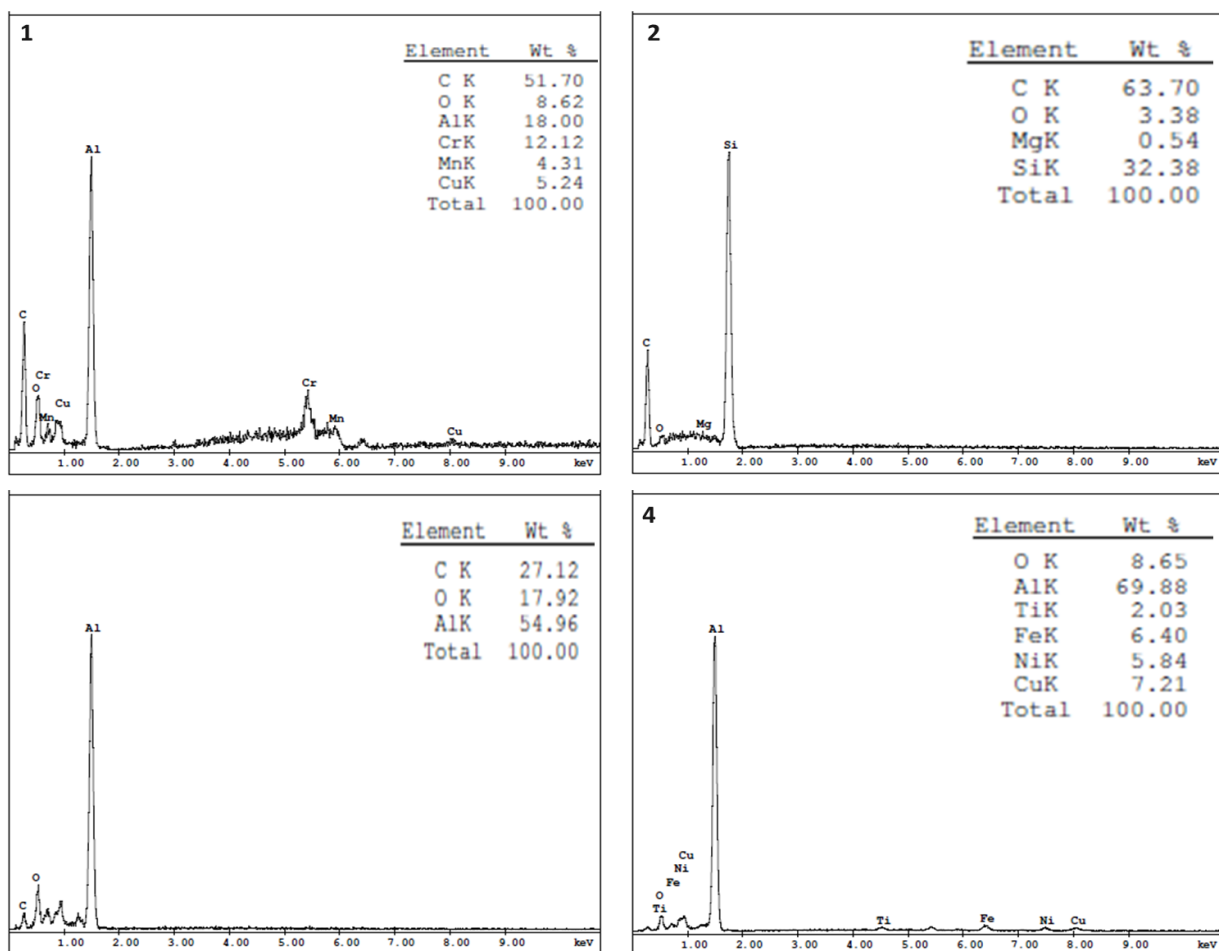 1
Element Wt %
C K 51.70
O K 8.62
AlK 18.00
CrK 12.12
MnK 4.31
CuK 5.24
Total 100.00
Al
C
Cr
O
Mn
Cu
Cr
Mn
Cu
1.00 2.00 3.00 4.00 5.00 6.00 7.00 8.00 9.00 keV
2
Element Wt %
C K 63.70
O K 3.38
MgK 0.54
SiK 32.38
Total 100.00
Si
C
O
Mg
1.00 2.00 3.00 4.00 5.00 6.00 7.00 8.00 9.00 keV
Element Wt %
C K 27.12
O K 17.92
AlK 54.96
Total 100.00
Al
O
C
1.00 2.00 3.00 4.00 5.00 6.00 7.00 8.00 9.00 keV
4
Element Wt %
O K 8.65
AlK 69.88
TiK 2.03
FeK 6.40
NiK 5.84
CuK 7.21
Total 100.00
Al
Cu
Ni
Fe
O
Ti
Ti
Fe
Ni
Cu
1.00 2.00 3.00 4.00 5.00 6.00 7.00 8.00 9.00 keV